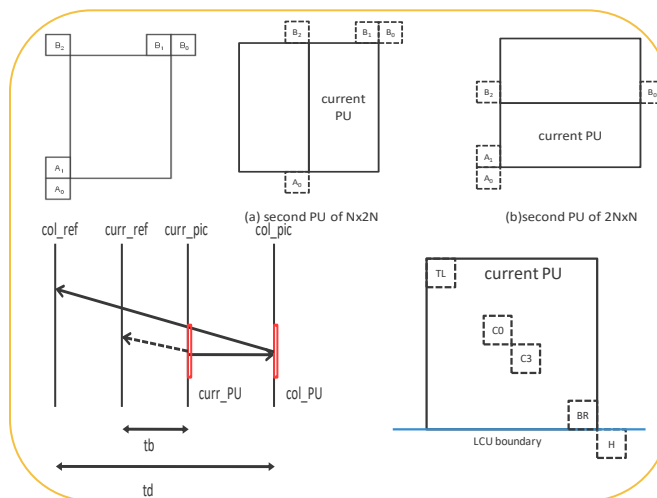 B2
B1 B0
A1
A0
B2
B1 B0
current
PU
A0
(a) second PU of Nx2N
B2
B0
A1
current PU
A0
(b)second PU of 2NxN
col_ref curr_ref curr_pic col_pic
curr_PU col_PU
tb
td
TL
current PU
C0
C3
BR
LCU boundary
H